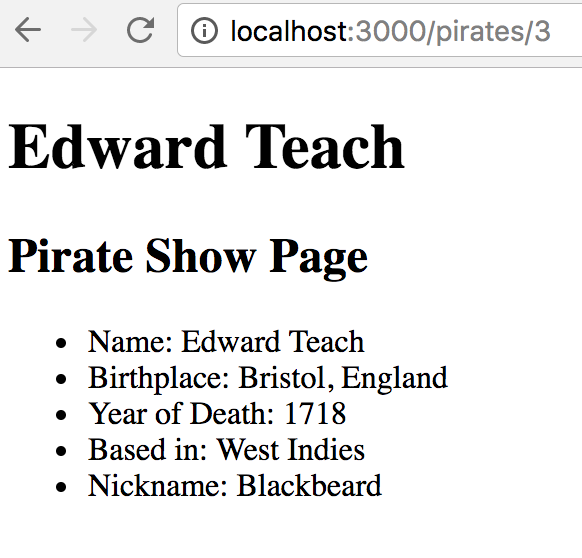 localhost:3000/pirates/3
Edward Teach
Pirate Show Page
• Name: Edward Teach
• Birthplace: Bristol, England
• Year of Death: 1718
• Based in: West Indies
• Nickname: Blackbeard